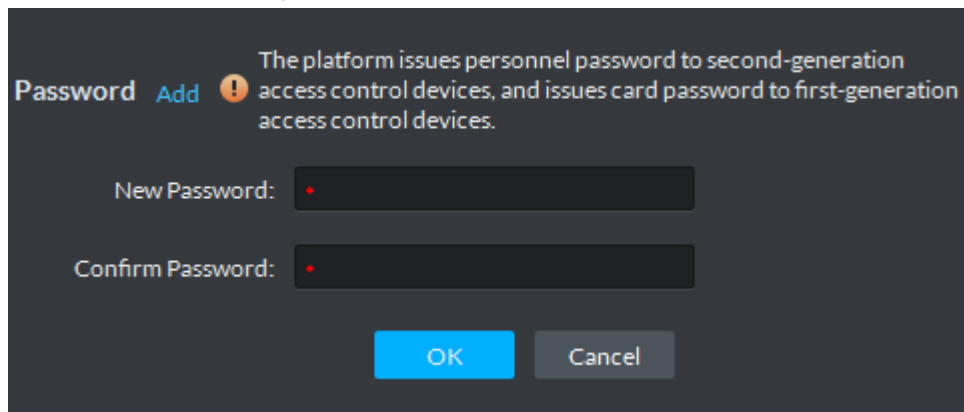 The platform issues personnel password to second-generation
Password Add ! access control devices, and issues card password to first-generation
access control devices.
New Password:
Confirm Password:
OK Cancel